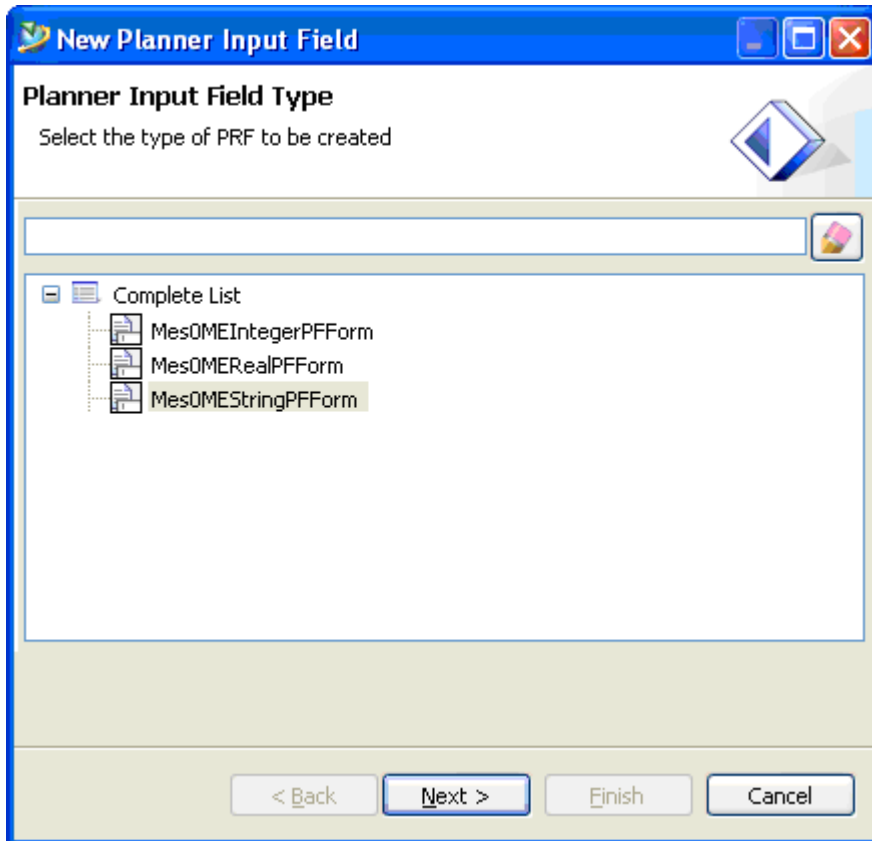 New Planner Input Field
Planner Input Field Type
Select the type of PRF to be created
Complete List
Mes0MEIntegerPFForm
Mes0MERealPFForm
Mes0MEStringPFForm
< Back Next > Finish Cancel